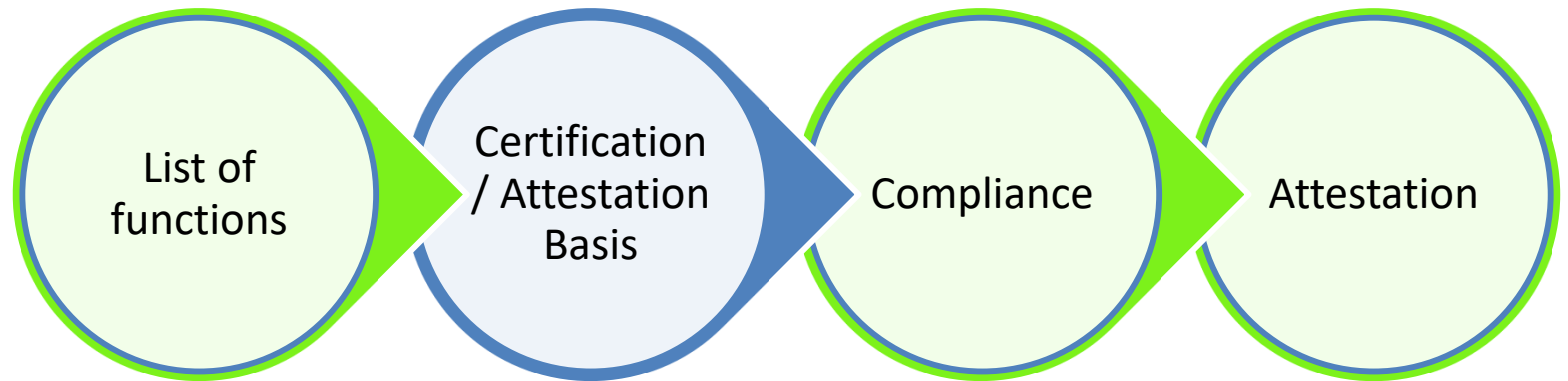 List of
functions
Certification
/ Attestation
Basis
Compliance
Attestation